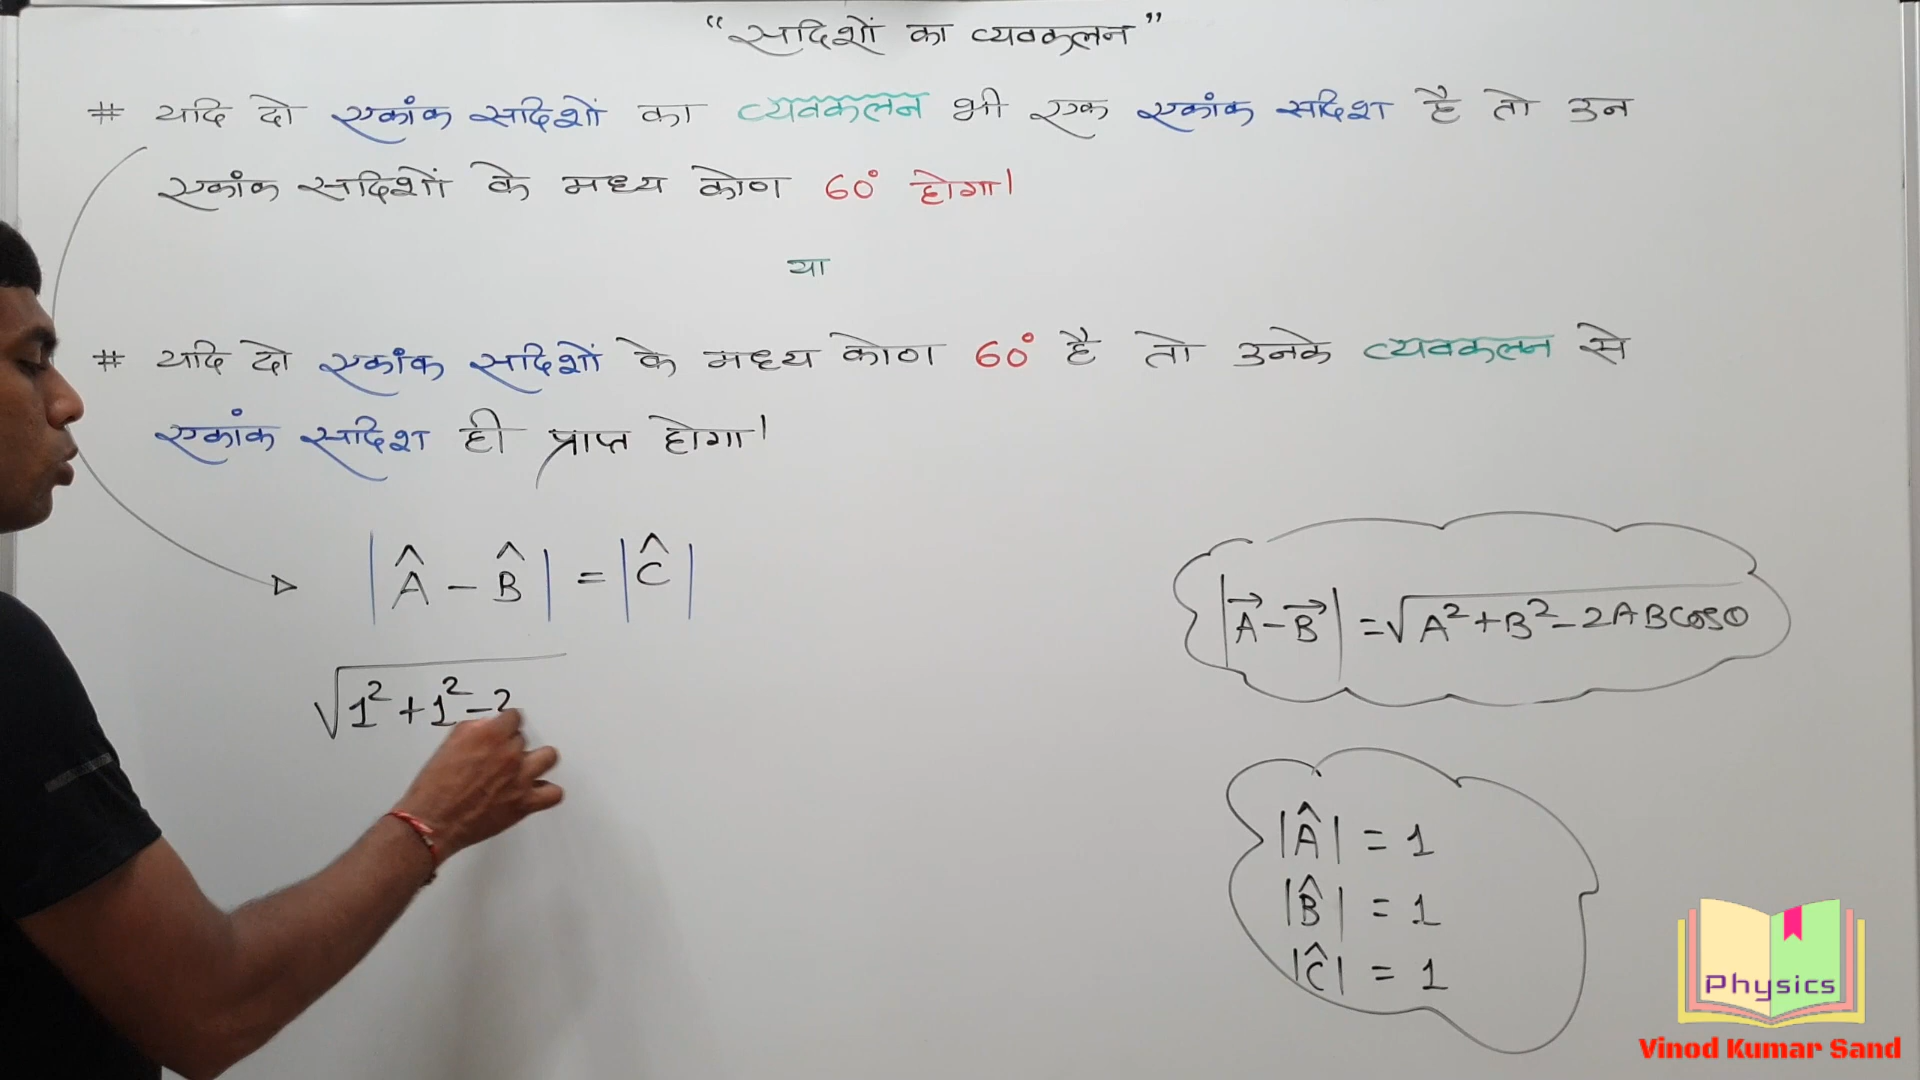 “सदिशों का व्यवकलन”
# यदि दो एकांक सदिशों का व्यवकलन भी एक एकांक सदिश है तो उन
एकांक सदिशों के मध्य कोण 60° होगा।
या
# यदि दो एकांक सदिशों के मध्य कोण 60° है तो उनके व्यवकलन से
एकांक सदिश ही प्राप्त होगा।
|Â - B̂| = |Ĉ|
√1² + 1² - 2
|A⃗ - B⃗| = √A² + B² - 2ABCosθ
|Â| = 1
|B̂| = 1
|Ĉ| = 1
Physics
Vinod Kumar Sand